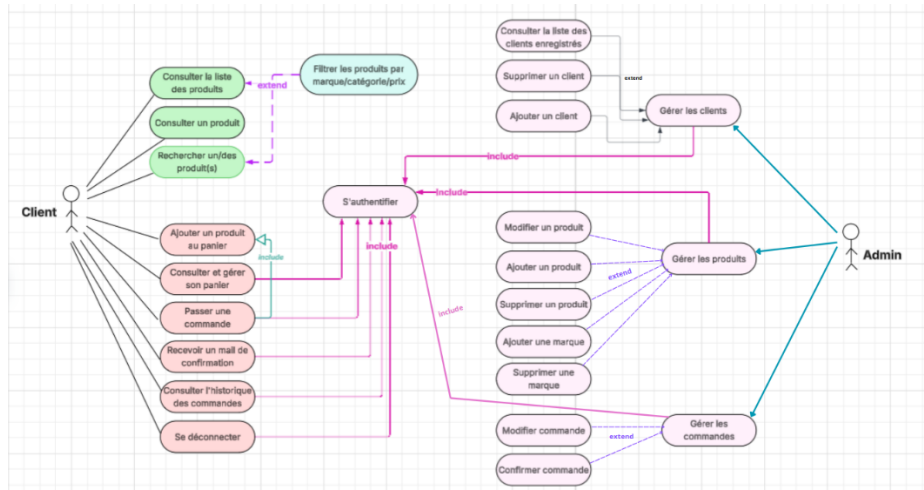 Consulter la liste des
clients enregistrés
Supprimer un client
extend
Ajouter un client
Gérer les clients
Filtrer les produits par
marque/catégorie/prix
Consulter la liste
des produits
extend
Consulter un produit
Rechercher un/des
produit(s)
include
Client
S'authentifier
include
Ajouter un produit
au panier
include
include
Consulter et gérer
son panier
Passer une
commande
Recevoir un mail de
confirmation
Consulter l'historique
des commandes
Se déconnecter
Modifier un produit
Ajouter un produit
extend
Supprimer un produit
Ajouter une marque
Supprimer une
marque
Gérer les produits
Admin
include
Modifier commande
extend
Confirmer commande
Gérer les
commandes